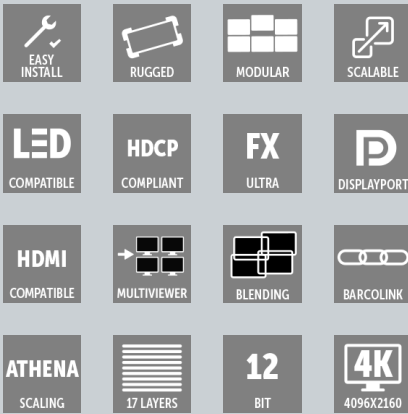 EASY
INSTALL
RUGGED
MODULAR
SCALABLE
LED
COMPATIBLE
HDCP
COMPLIANT
FX
ULTRA
DISPLAYPORT
HDMI
COMPATIBLE
MULTIVIEWER
BLENDING
BARCOLINK
ATHENA
SCALING
17 LAYERS
12
BIT
4K
4096X2160